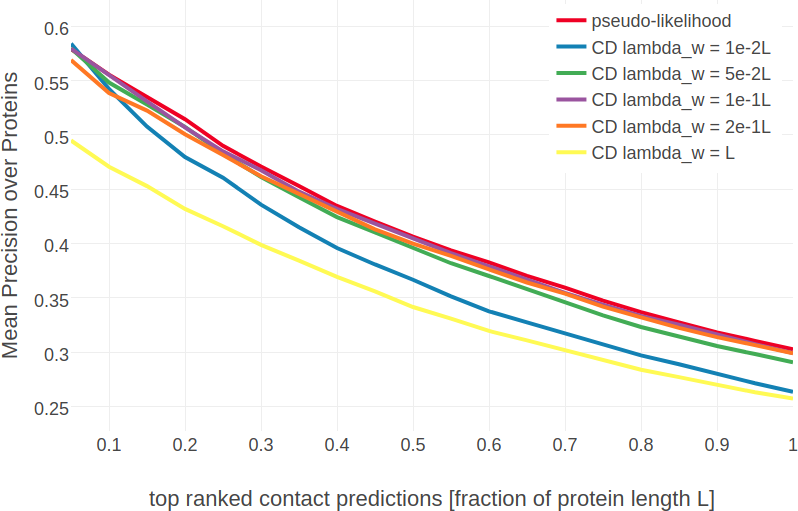 pseudo-likelihood
CD lambda_w = 1e-2L
CD lambda_w = 5e-2L
CD lambda_w = 1e-1L
CD lambda_w = 2e-1L
CD lambda_w = L
Mean Precision over Proteins
0.6
0.55
0.5
0.45
0.4
0.35
0.3
0.25
0.1 0.2 0.3 0.4 0.5 0.6 0.7 0.8 0.9 1
top ranked contact predictions [fraction of protein length L]